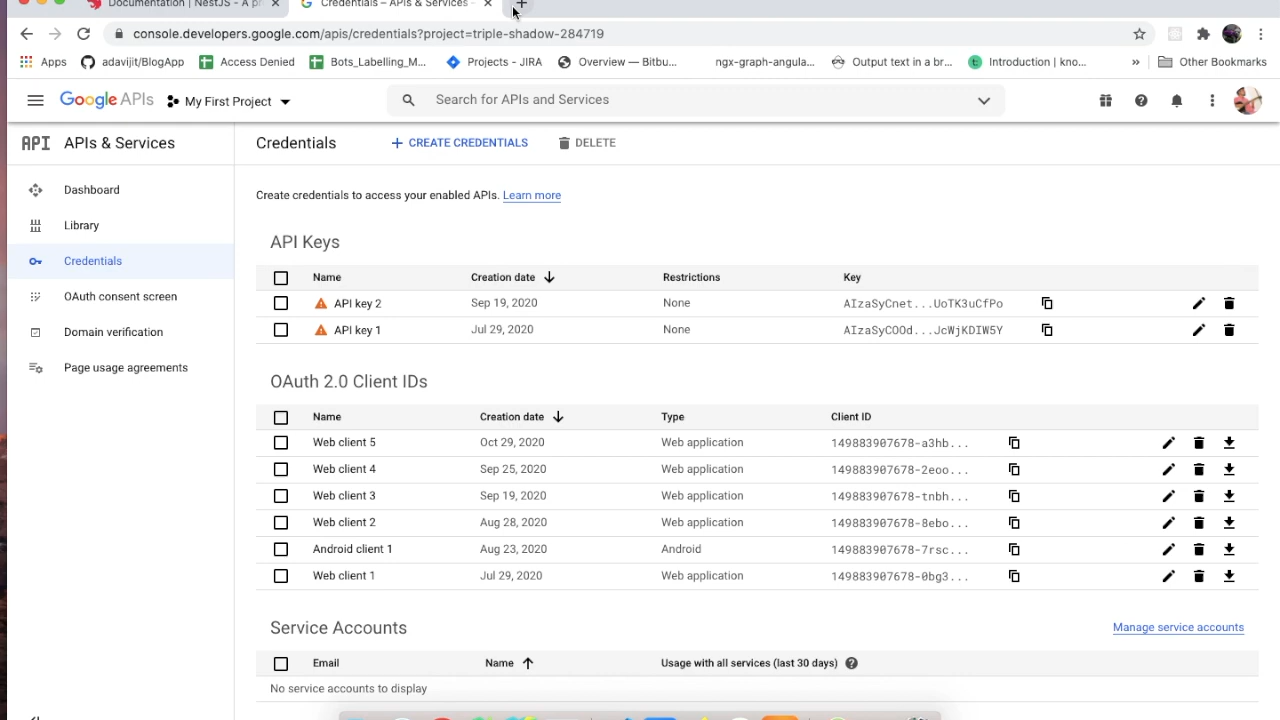 Documentation | NestJS - A p
Credentials – APIs & Services -
console.developers.google.com/apis/credentials?project=triple-shadow-284719
Apps
adavijit/BlogApp
Access Denied
Bots_Labelling_M...
Projects - JIRA
Overview — Bitbu...
ngx-graph-angula...
Output text in a br...
Introduction | kno...
»
Other Bookmarks
Google APIs
My First Project
Search for APIs and Services
API APIs & Services
Credentials
+ CREATE CREDENTIALS
DELETE
Dashboard
Library
Credentials
OAuth consent screen
Domain verification
Page usage agreements
Create credentials to access your enabled APIs. Learn more
API Keys
Name Creation date Restrictions Key
API key 2 Sep 19, 2020 None AIzaSyCnet...UoTK3uCfPo
API key 1 Jul 29, 2020 None AIzaSyCOOd...JcWjKDIW5Y
OAuth 2.0 Client IDs
Name Creation date Type Client ID
Web client 5 Oct 29, 2020 Web application 149883907678-a3hb...
Web client 4 Sep 25, 2020 Web application 149883907678-2eoo...
Web client 3 Sep 19, 2020 Web application 149883907678-tnbh...
Web client 2 Aug 28, 2020 Web application 149883907678-8ebo...
Android client 1 Aug 23, 2020 Android 149883907678-7rsc...
Web client 1 Jul 29, 2020 Web application 149883907678-0bg3...
Service Accounts
Manage service accounts
Email Name Usage with all services (last 30 days)
No service accounts to display